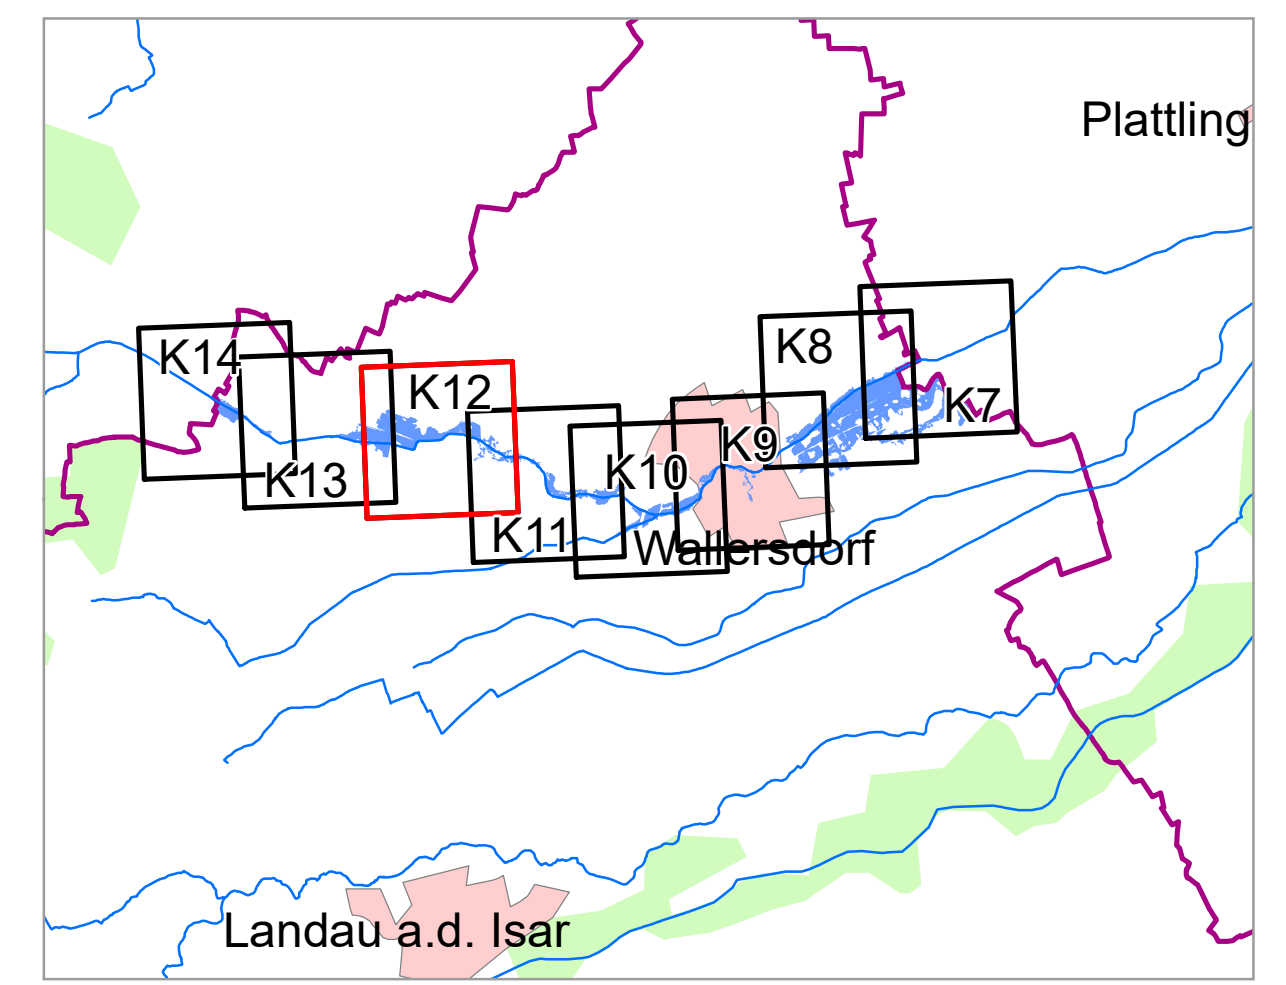 Plattling
K8
K14
K12
K7
K9
K10
K13
K11
Wallersdorf
Landau a.d. Isar